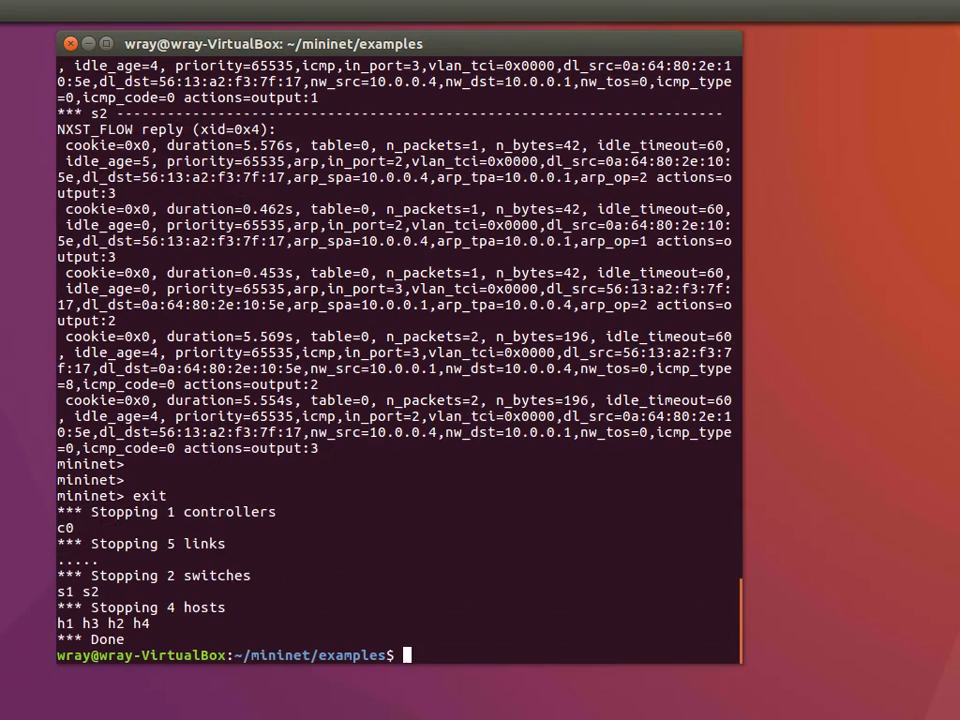 wray@wray-VirtualBox: ~/mininet/examples
, idle_age=4, priority=65535,icmp,in_port=3,vlan_tci=0x0000,dl_src=0a:64:80:2e:1
0:5e,dl_dst=56:13:a2:f3:7f:17,nw_src=10.0.0.4,nw_dst=10.0.0.1,nw_tos=0,icmp_type
=0,icmp_code=0 actions=output:1
*** s2 ------------------------------------------------------------------------
NXST_FLOW reply (xid=0x4):
 cookie=0x0, duration=5.576s, table=0, n_packets=1, n_bytes=42, idle_timeout=60,
 idle_age=5, priority=65535,arp,in_port=2,vlan_tci=0x0000,dl_src=0a:64:80:2e:10:
5e,dl_dst=56:13:a2:f3:7f:17,arp_spa=10.0.0.4,arp_tpa=10.0.0.1,arp_op=2 actions=o
utput:3
 cookie=0x0, duration=0.462s, table=0, n_packets=1, n_bytes=42, idle_timeout=60,
 idle_age=0, priority=65535,arp,in_port=2,vlan_tci=0x0000,dl_src=0a:64:80:2e:10:
5e,dl_dst=56:13:a2:f3:7f:17,arp_spa=10.0.0.4,arp_tpa=10.0.0.1,arp_op=1 actions=o
utput:3
 cookie=0x0, duration=0.453s, table=0, n_packets=1, n_bytes=42, idle_timeout=60,
 idle_age=0, priority=65535,arp,in_port=3,vlan_tci=0x0000,dl_src=56:13:a2:f3:7f:
17,dl_dst=0a:64:80:2e:10:5e,arp_spa=10.0.0.1,arp_tpa=10.0.0.4,arp_op=2 actions=o
utput:2
 cookie=0x0, duration=5.569s, table=0, n_packets=2, n_bytes=196, idle_timeout=60
, idle_age=4, priority=65535,icmp,in_port=3,vlan_tci=0x0000,dl_src=56:13:a2:f3:7
f:17,dl_dst=0a:64:80:2e:10:5e,nw_src=10.0.0.1,nw_dst=10.0.0.4,nw_tos=0,icmp_type
=8,icmp_code=0 actions=output:2
 cookie=0x0, duration=5.554s, table=0, n_packets=2, n_bytes=196, idle_timeout=60
, idle_age=4, priority=65535,icmp,in_port=2,vlan_tci=0x0000,dl_src=0a:64:80:2e:1
0:5e,dl_dst=56:13:a2:f3:7f:17,nw_src=10.0.0.4,nw_dst=10.0.0.1,nw_tos=0,icmp_type
=0,icmp_code=0 actions=output:3
mininet>
mininet>
mininet> exit
*** Stopping 1 controllers
c0
*** Stopping 5 links
.....
*** Stopping 2 switches
s1 s2
*** Stopping 4 hosts
h1 h3 h2 h4
*** Done
wray@wray-VirtualBox:~/mininet/examples$